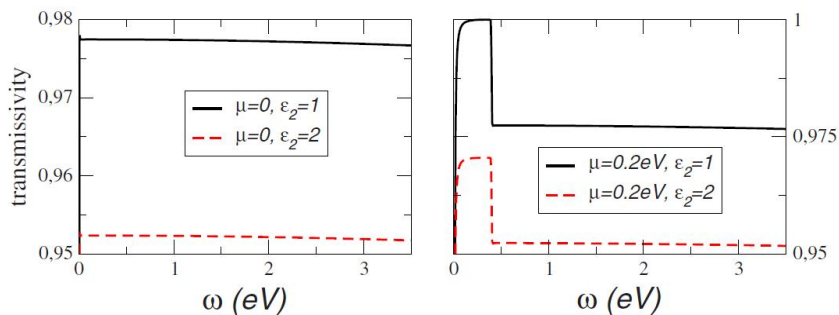 0,98
0,97
0,96
0,95
transmissivity
μ=0, ε2=1
μ=0, ε2=2
0 1 2 3
ω (eV)
1
0,975
0,95
μ=0.2eV, ε2=1
μ=0.2eV, ε2=2
0 1 2 3
ω (eV)